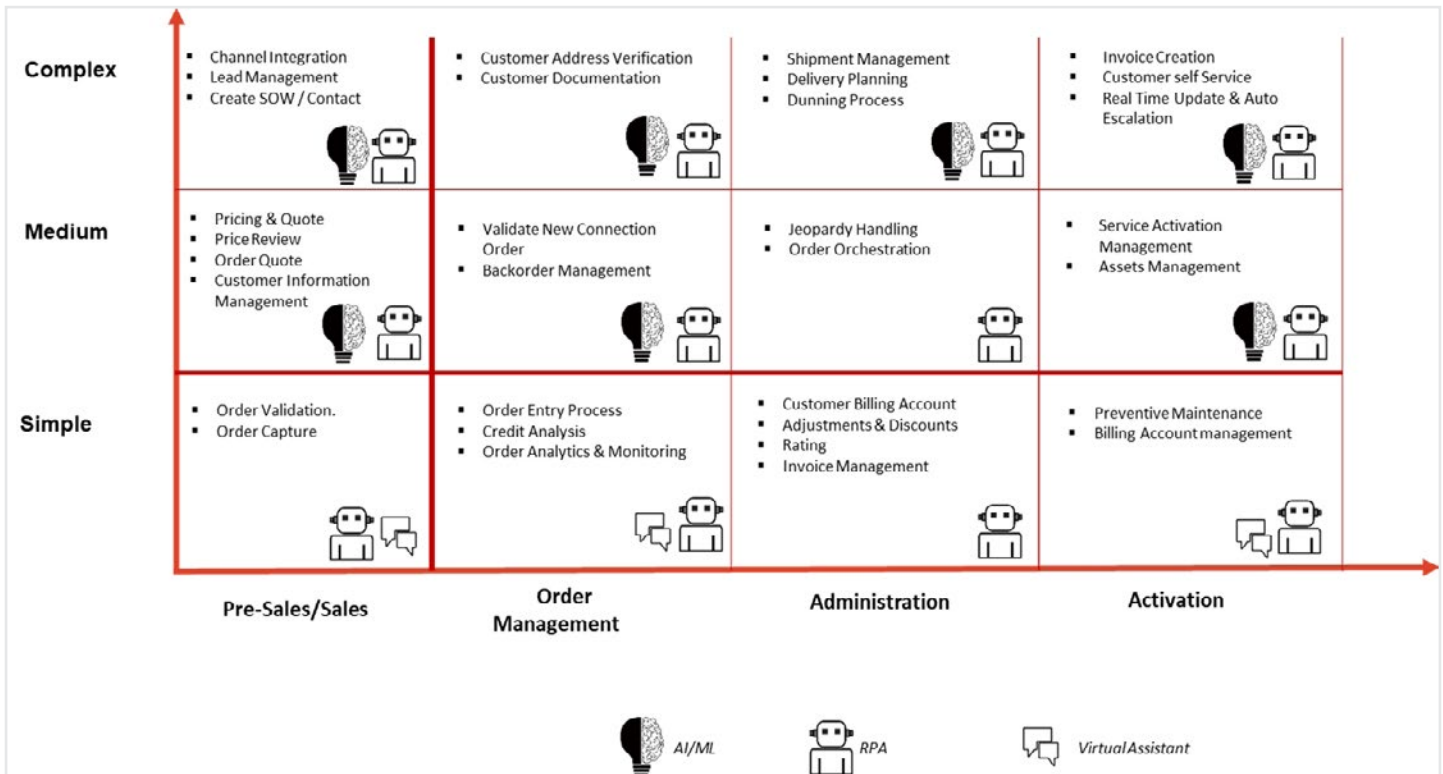 Complex
Channel Integration
Lead Management
Create SOW / Contact
Customer Address Verification
Customer Documentation
Shipment Management
Delivery Planning
Dunning Process
Invoice Creation
Customer self Service
Real Time Update & Auto
Escalation
Medium
Pricing & Quote
Price Review
Order Quote
Customer Information
Management
Validate New Connection
Order
Backorder Management
Jeopardy Handling
Order Orchestration
Service Activation
Management
Assets Management
Simple
Order Validation.
Order Capture
Order Entry Process
Credit Analysis
Order Analytics & Monitoring
Customer Billing Account
Adjustments & Discounts
Rating
Invoice Management
Preventive Maintenance
Billing Account management
Pre-Sales/Sales
Order
Management
Administration
Activation
AI/ML
RPA
Virtual Assistant